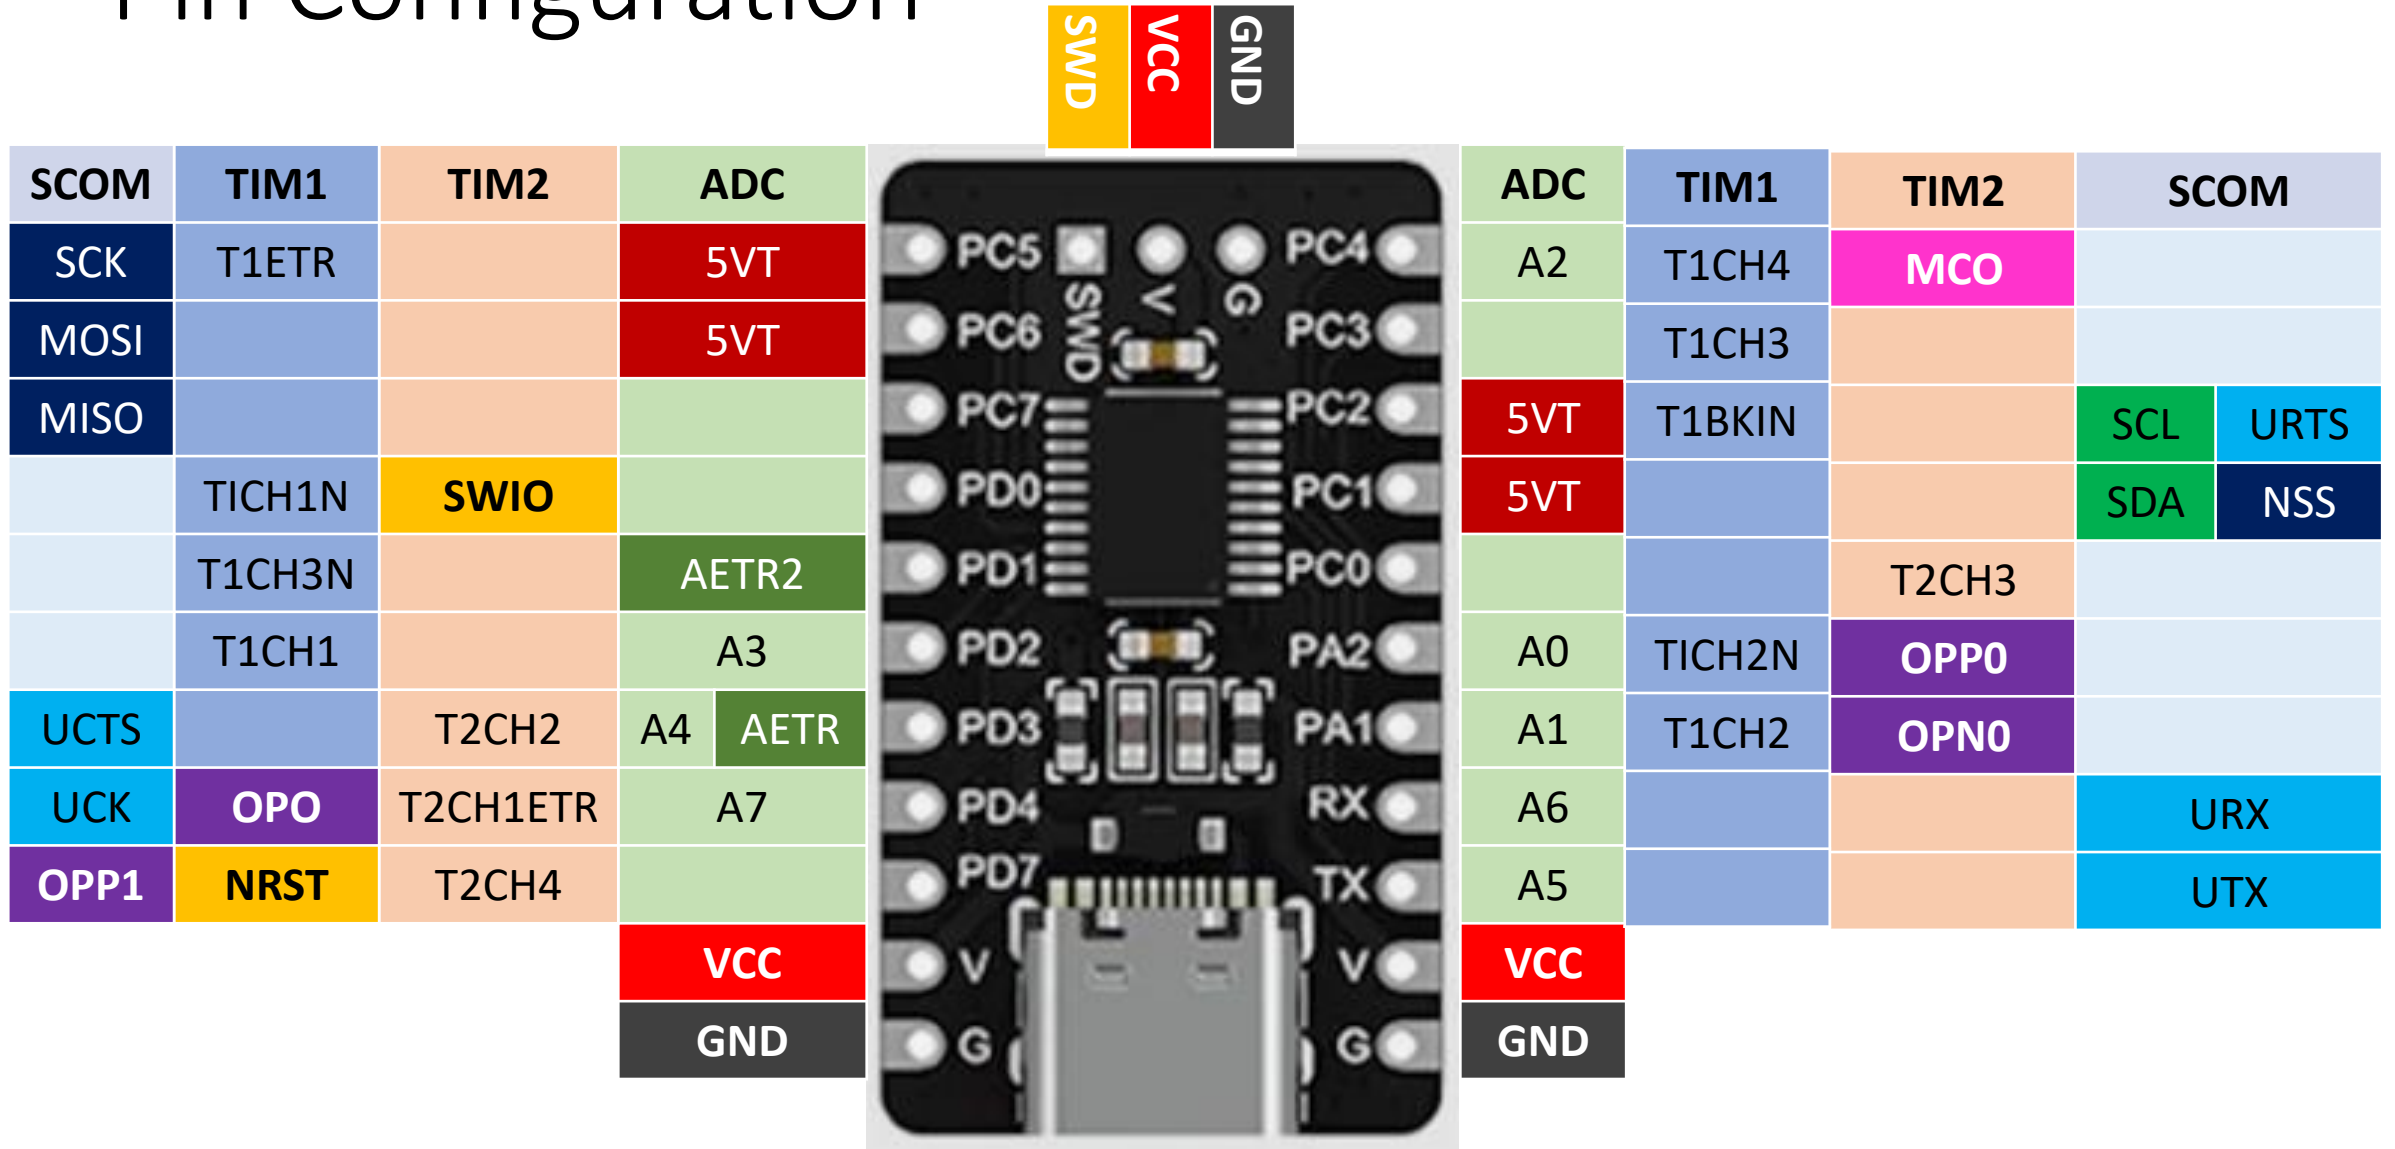 Pin Configuration
SWD VCC GND
SCOM TIM1 TIM2 ADC ADC TIM1 TIM2 SCOM
SCK T1ETR 5VT PC5 PC4 A2 T1CH4 MCO
SWD V G
MOSI 5VT PC6 PC3 T1CH3
MISO PC7 PC2 5VT T1BKIN SCL URTS
TICH1N SWIO PD0 PC1 5VT SDA NSS
T1CH3N AETR2 PD1 PC0 T2CH3
T1CH1 A3 PD2 PA2 A0 TICH2N OPP0
UCTS T2CH2 A4 AETR PD3 PA1 A1 T1CH2 OPN0
UCK OPO T2CH1ETR A7 PD4 RX A6 URX
OPP1 NRST T2CH4 PD7 TX A5 UTX
VCC V V VCC
GND G G GND